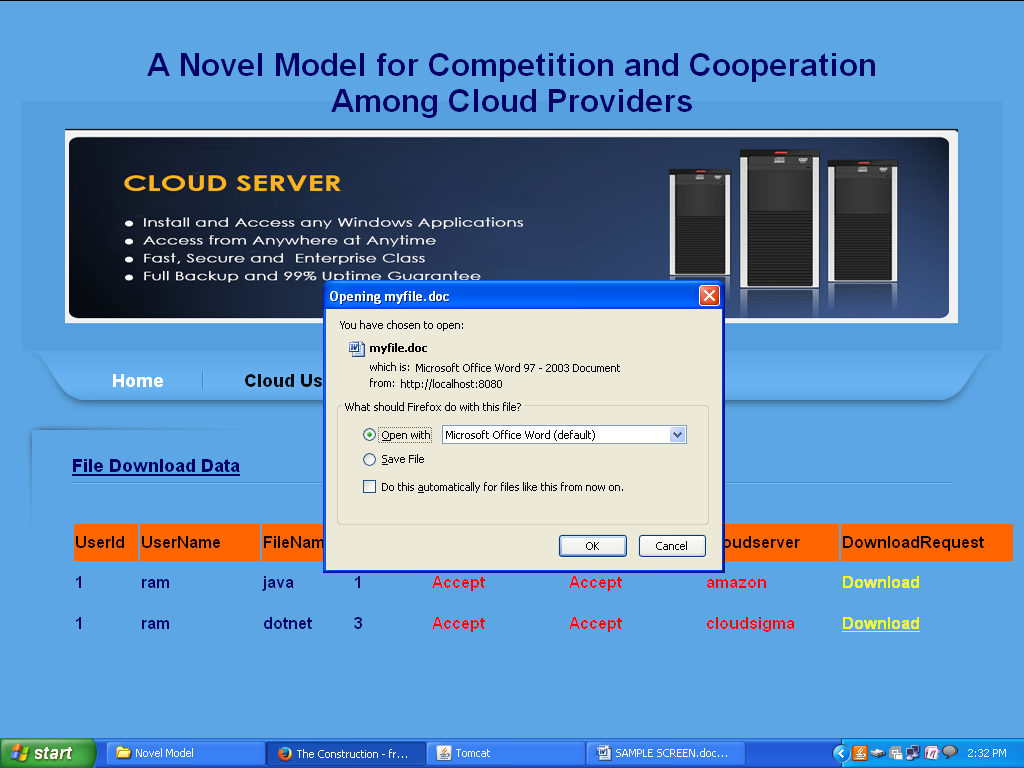 A Novel Model for Competition and Cooperation
Among Cloud Providers
CLOUD SERVER
Install and Access any Windows Applications
Access from Anywhere at Anytime
Fast, Secure and Enterprise Class
Full Backup and 99% Uptime Guarantee
Opening myfile.doc
You have chosen to open:
myfile.doc
which is: Microsoft Office Word 97 - 2003 Document
from: http://localhost:8080
What should Firefox do with this file?
Open with Microsoft Office Word (default)
Save File
Do this automatically for files like this from now on.
OK Cancel
Home Cloud Us
File Download Data
UserId UserName FileNam oudserver DownloadRequest
1 ram java 1 Accept Accept amazon Download
1 ram dotnet 3 Accept Accept cloudsigma Download
start Novel Model The Construction - fr... Tomcat SAMPLE SCREEN.doc... 2:32 PM